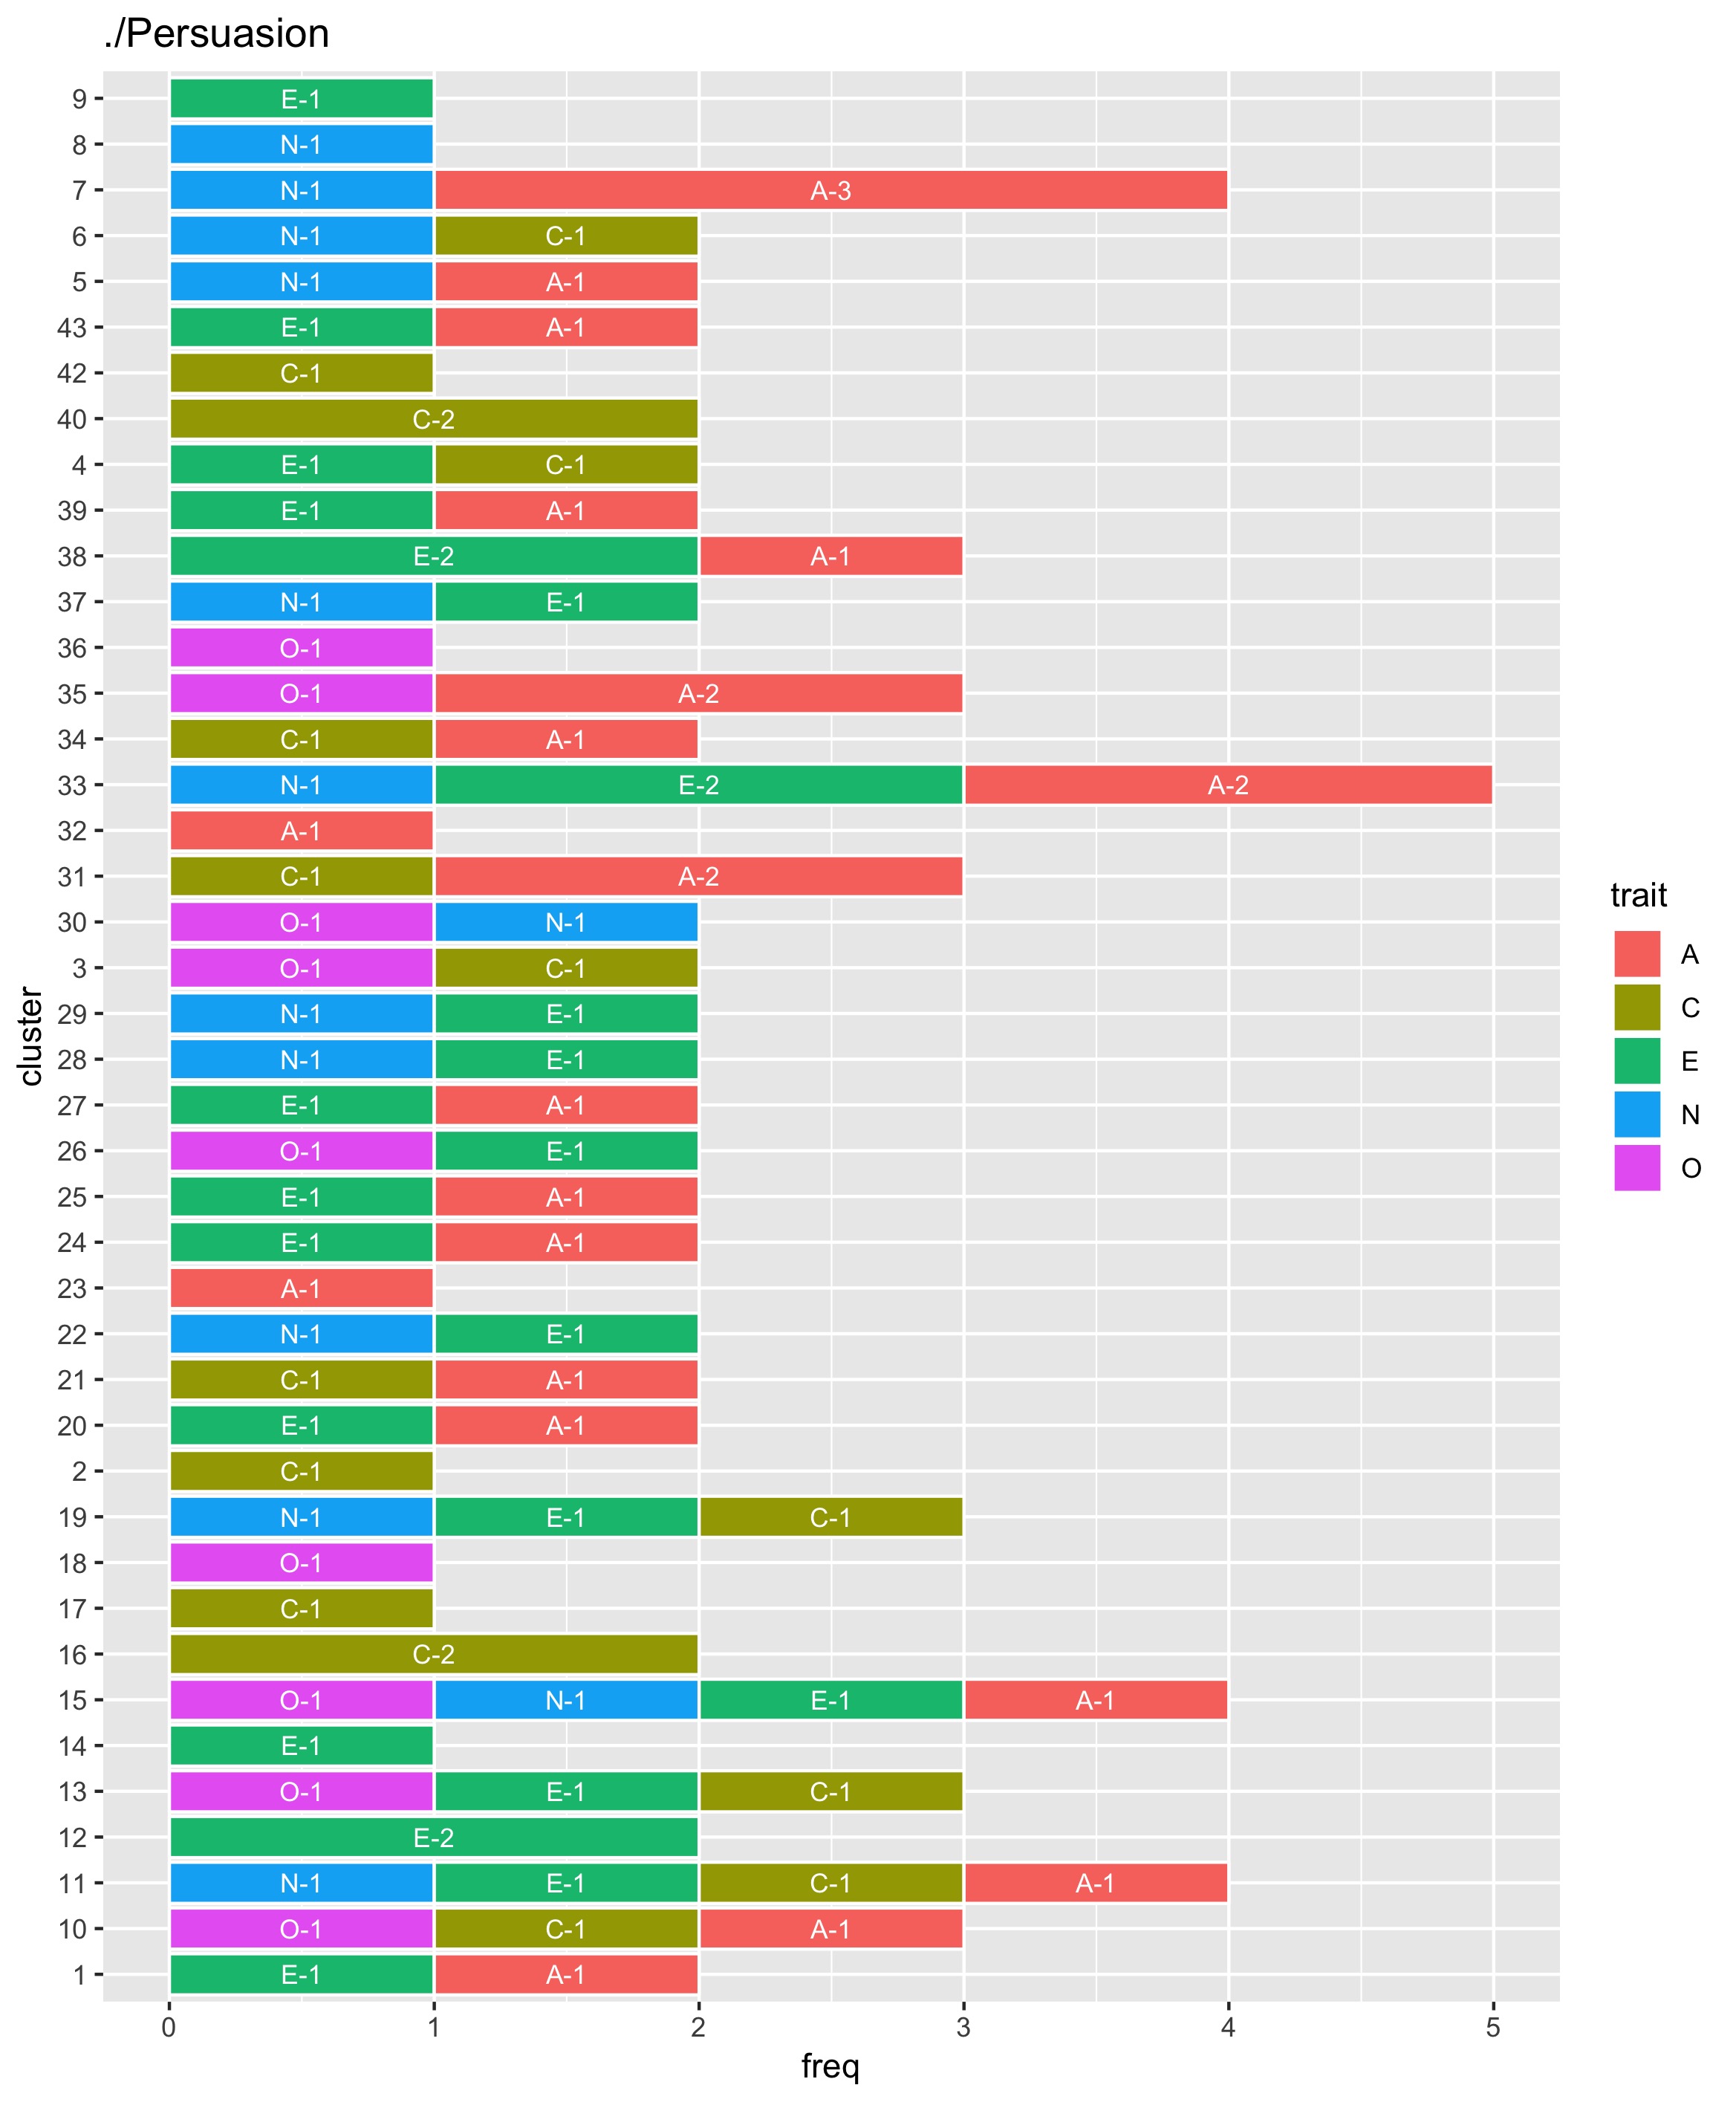 ./Persuasion
9 E-1
8 N-1
7 N-1 A-3
6 N-1 C-1
5 N-1 A-1
43 E-1 A-1
42 C-1
40 C-2
4 E-1 C-1
39 E-1 A-1
38 E-2 A-1
37 N-1 E-1
36 O-1
35 O-1 A-2
34 C-1 A-1
33 N-1 E-2 A-2
32 A-1
31 C-1 A-2
30 O-1 N-1
3 O-1 C-1
29 N-1 E-1
28 N-1 E-1
27 E-1 A-1
26 O-1 E-1
25 E-1 A-1
24 E-1 A-1
23 A-1
22 N-1 E-1
21 C-1 A-1
20 E-1 A-1
2 C-1
19 N-1 E-1 C-1
18 O-1
17 C-1
16 C-2
15 O-1 N-1 E-1 A-1
14 E-1
13 O-1 E-1 C-1
12 E-2
11 N-1 E-1 C-1 A-1
10 O-1 C-1 A-1
1 E-1 A-1
0 1 2 3 4 5
freq
cluster
trait
A
C
E
N
O